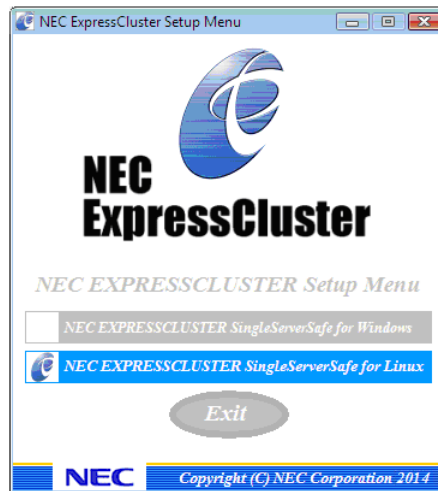 NEC ExpressCluster Setup Menu
NEC
ExpressCluster
NEC EXPRESSCLUSTER Setup Menu
NEC EXPRESSCLUSTER SingleServerSafe for Windows
NEC EXPRESSCLUSTER SingleServerSafe for Linux
Exit
NEC Copyright (C) NEC Corporation 2014